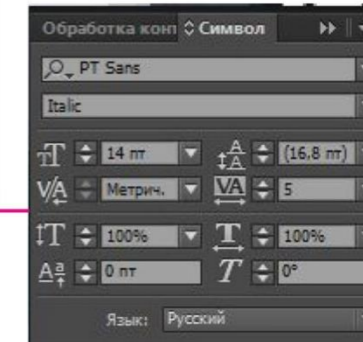 Обработка конт Символ
PT Sans
Italic
14 пт (16,8 пт)
Метрич. 5
100% 100%
0 пт 0°
Язык: Русский